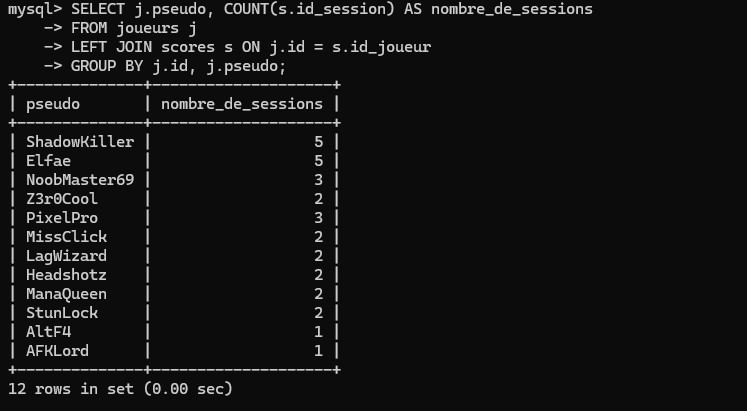 mysql> SELECT j.pseudo, COUNT(s.id_session) AS nombre_de_sessions
    -> FROM joueurs j
    -> LEFT JOIN scores s ON j.id = s.id_joueur
    -> GROUP BY j.id, j.pseudo;
+--------------+--------------------+
| pseudo       | nombre_de_sessions |
+--------------+--------------------+
| ShadowKiller |                  5 |
| Elfae        |                  5 |
| NoobMaster69 |                  3 |
| Z3r0Cool     |                  2 |
| PixelPro     |                  3 |
| MissClick    |                  2 |
| LagWizard    |                  2 |
| Headshotz    |                  2 |
| ManaQueen    |                  2 |
| StunLock     |                  2 |
| AltF4        |                  1 |
| AFKLord      |                  1 |
+--------------+--------------------+
12 rows in set (0.00 sec)